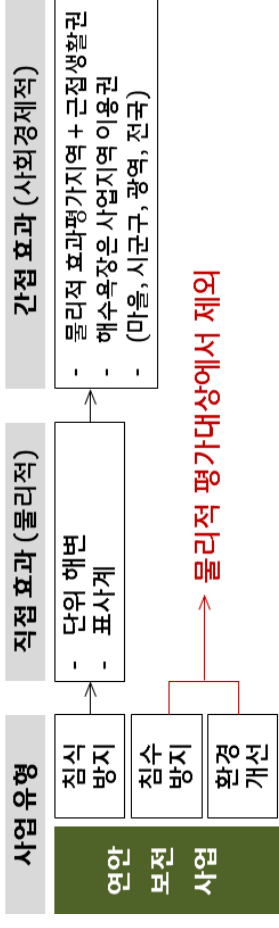 사업 유형
직접 효과 (물리적)
간접 효과 (사회경제적)
연안
보전
사업
침식
방지
- 단위 해변
- 표사계
- 물리적 효과평가지역 + 근접생활권
- 해수욕장은 사업지역 이용권
- (마을, 시군구, 광역, 전국)
침수
방지
환경
개선
물리적 평가대상에서 제외